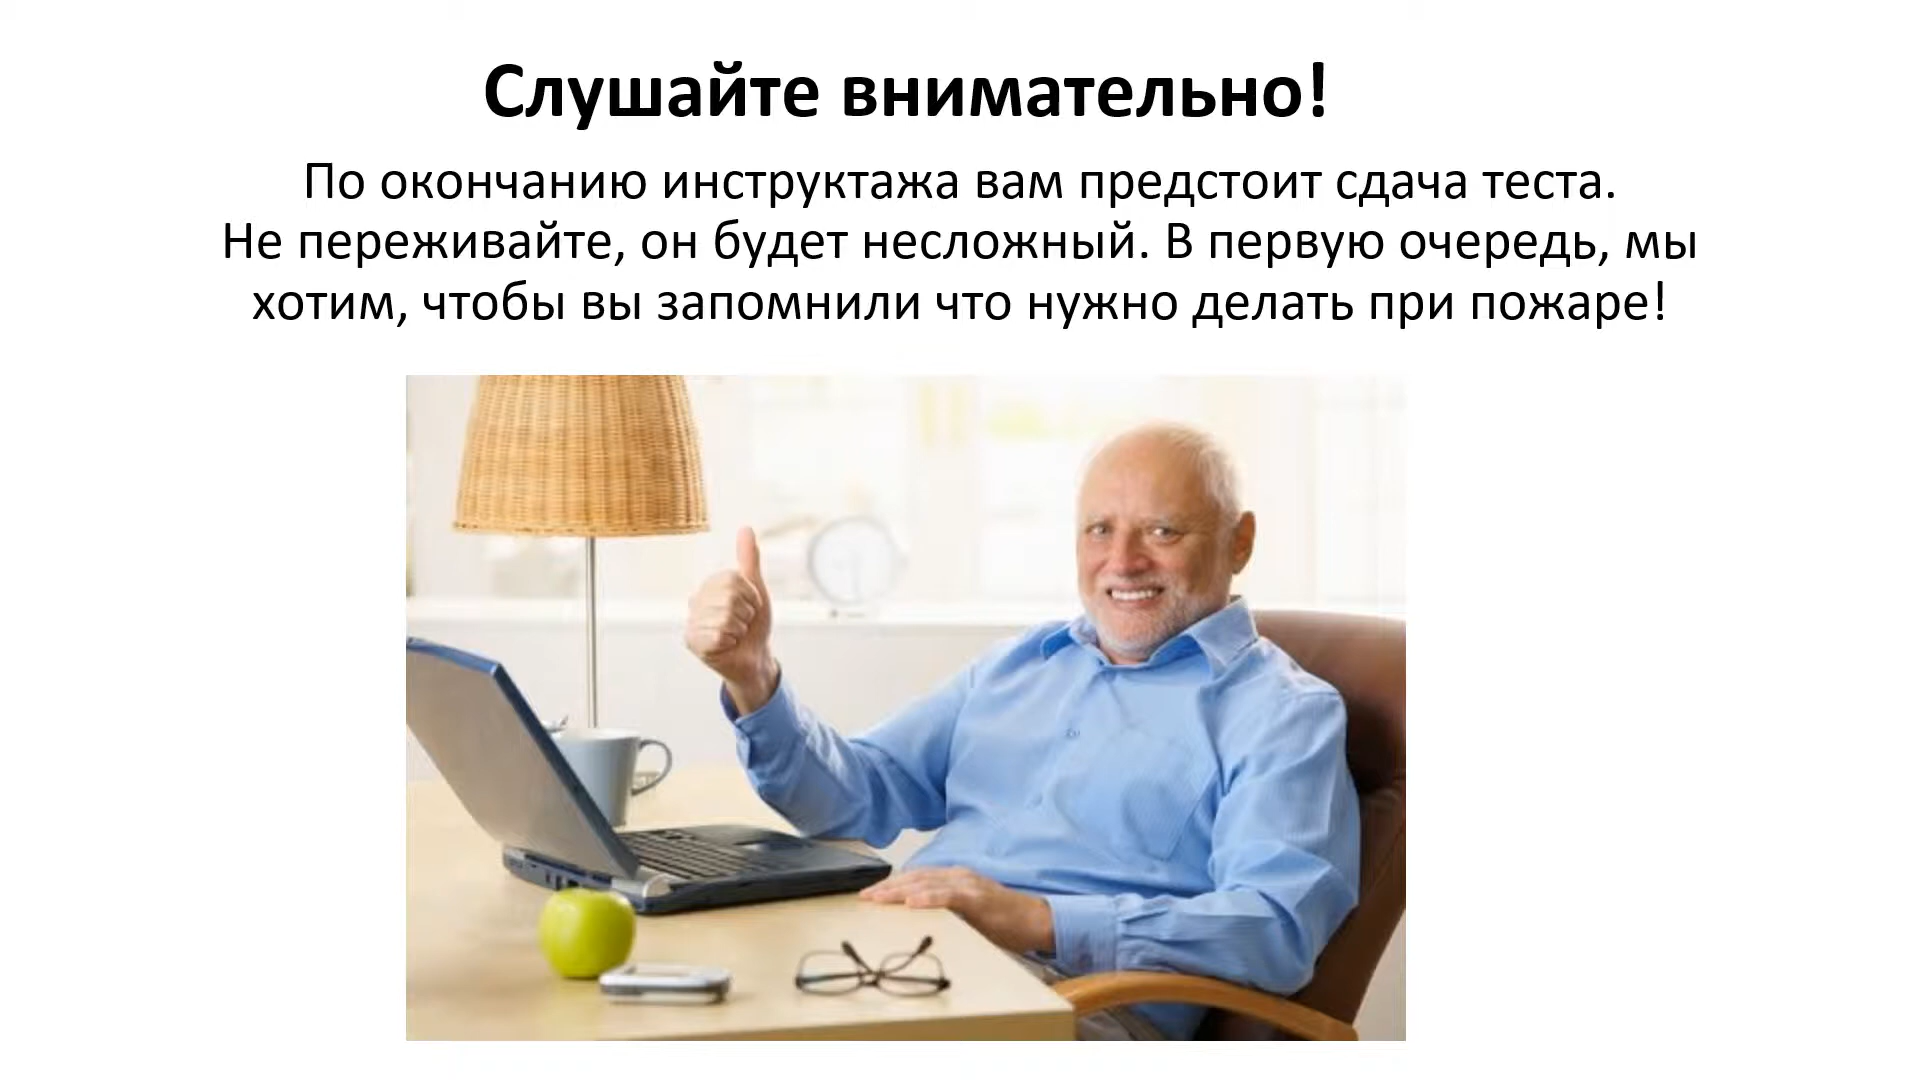 Слушайте внимательно!
По окончанию инструктажа вам предстоит сдача теста.
Не переживайте, он будет несложный. В первую очередь, мы
хотим, чтобы вы запомнили что нужно делать при пожаре!